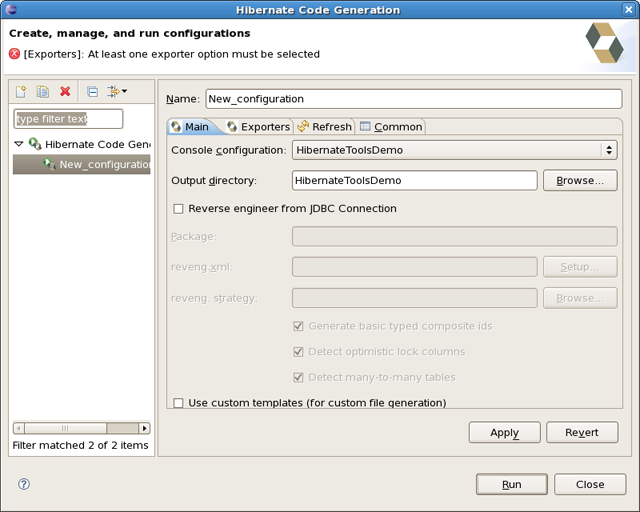 Hibernate Code Generation
Create, manage, and run configurations
[Exporters]: At least one exporter option must be selected
type filter text
Hibernate Code Gene
New_configuration
Filter matched 2 of 2 items
Name: New_configuration
Main Exporters Refresh Common
Console configuration: HibernateToolsDemo
Output directory: HibernateToolsDemo Browse...
Reverse engineer from JDBC Connection
Package:
reveng.xml: Setup...
reveng. strategy: Browse...
Generate basic typed composite ids
Detect optimistic lock columns
Detect many-to-many tables
Use custom templates (for custom file generation)
Apply Revert
? Run Close